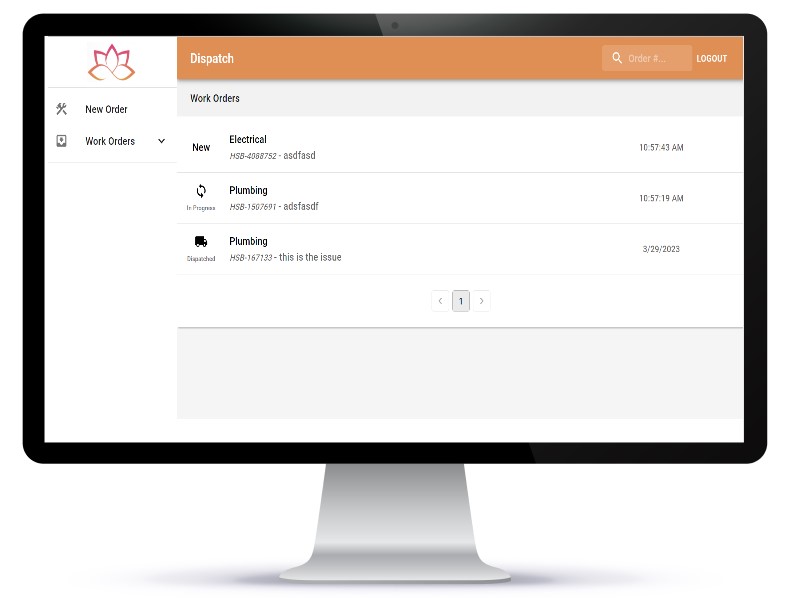 Dispatch
Order #...
LOGOUT
New Order
Work Orders
Work Orders
New
Electrical
HSB-4088752 - asdfasd
10:57:43 AM
In Progress
Plumbing
HSB-1507691 - adsfasdf
10:57:19 AM
Dispatched
Plumbing
HSB-167133 - this is the issue
3/29/2023
1